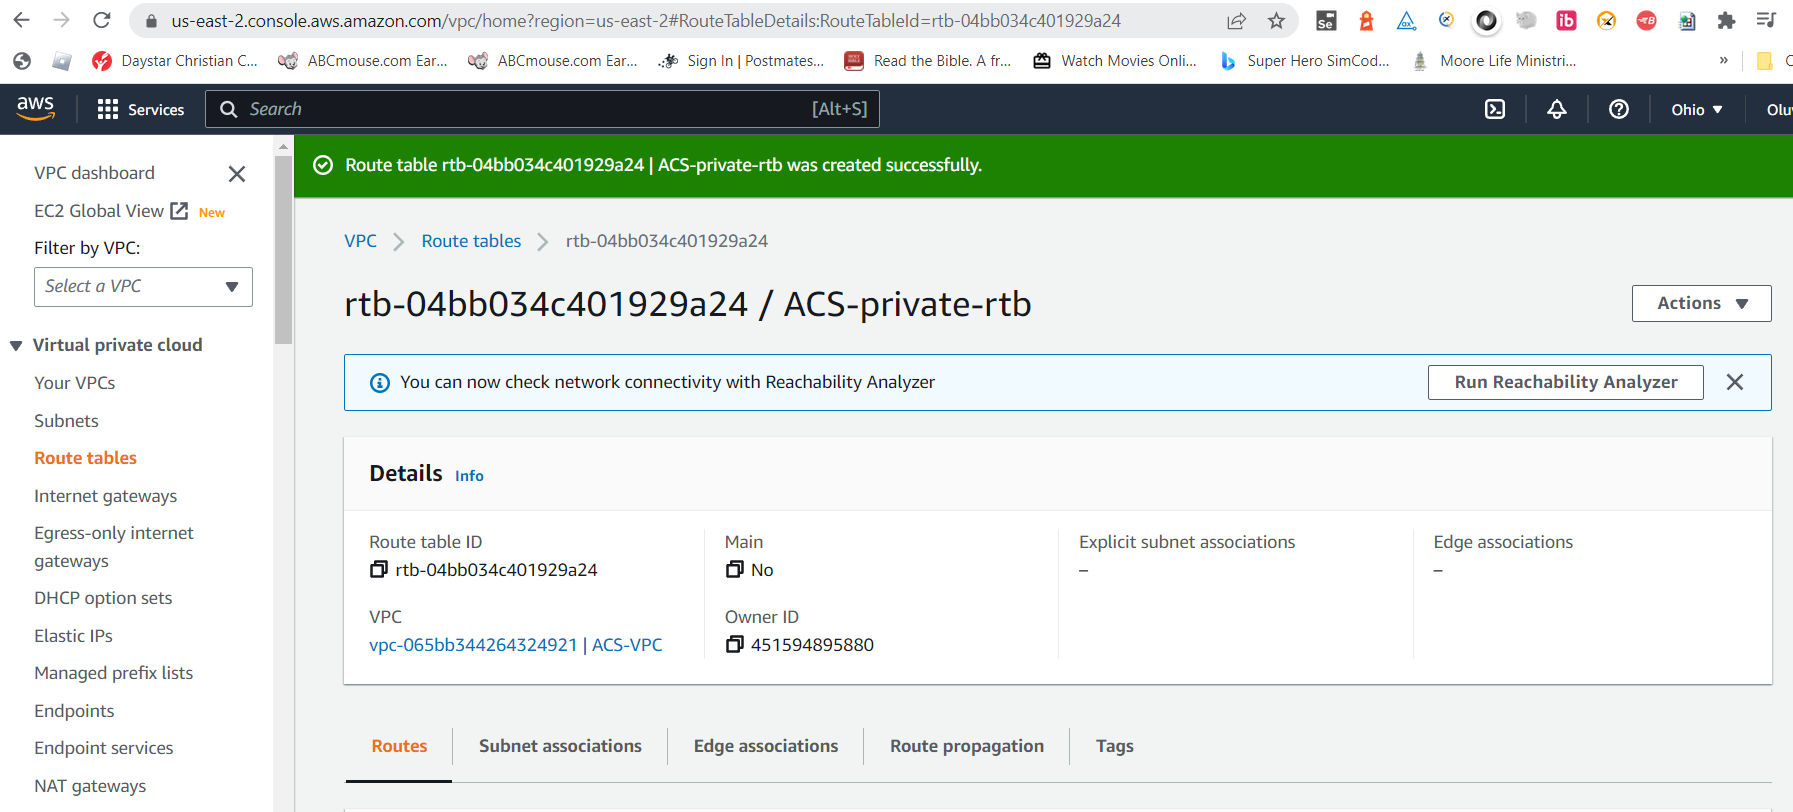 us-east-2.console.aws.amazon.com/vpc/home?region=us-east-2#RouteTableDetails:RouteTableId=rtb-04bb034c401929a24
Daystar Christian C... ABCmouse.com Ear... ABCmouse.com Ear... Sign In | Postmates... Read the Bible. A fr... Watch Movies Onli... Super Hero SimCod... Moore Life Ministri... »
aws Services Search [Alt+S] Ohio
Route table rtb-04bb034c401929a24 | ACS-private-rtb was created successfully.
VPC dashboard
EC2 Global View New
Filter by VPC:
Select a VPC
Virtual private cloud
Your VPCs
Subnets
Route tables
Internet gateways
Egress-only internet
gateways
DHCP option sets
Elastic IPs
Managed prefix lists
Endpoints
Endpoint services
NAT gateways
VPC Route tables rtb-04bb034c401929a24
rtb-04bb034c401929a24 / ACS-private-rtb
Actions
You can now check network connectivity with Reachability Analyzer
Run Reachability Analyzer
Details Info
Route table ID
rtb-04bb034c401929a24
Main
No
Explicit subnet associations
–
Edge associations
–
VPC
vpc-065bb344264324921 | ACS-VPC
Owner ID
451594895880
Routes Subnet associations Edge associations Route propagation Tags